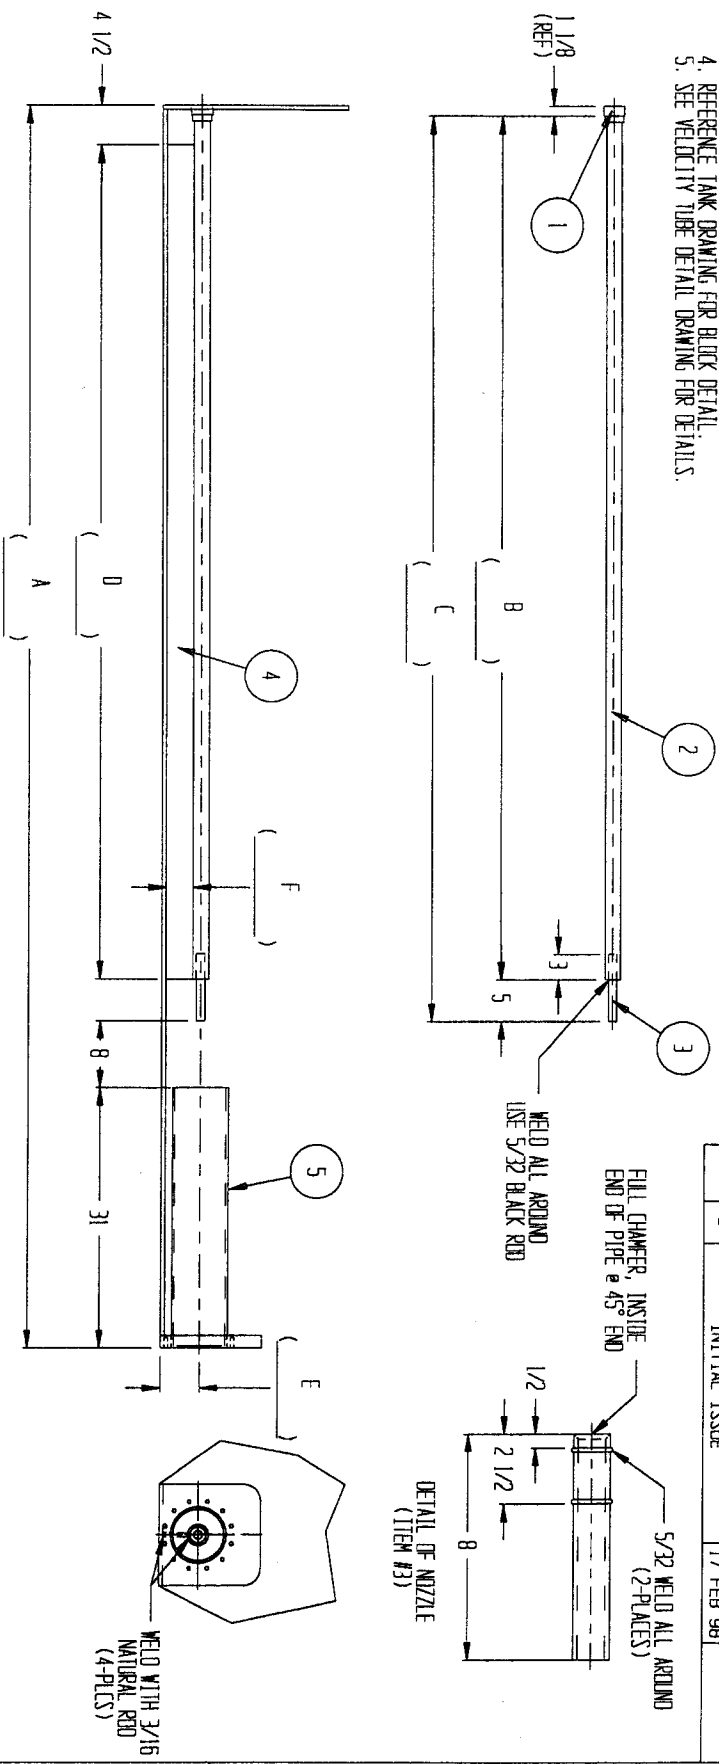 4. REFERENCE TANK DRAWING FOR BLOCK DETAIL.
5. SEE VELOCITY TUBE DETAIL DRAWING FOR DETAILS.
INITIAL ISSUE
17 FEB 98
1 1/8
(REF)
1
2
3
B
( )
C
( )
3
5
WELD ALL AROUND
USE 5/32 BLACK ROD
FULL CHAMFER, INSIDE
END OF PIPE @ 45° END
5/32 WELD ALL AROUND
(2-PLACES)
1/2
2 1/2
8
DETAIL OF NOZZLE
(ITEM #3)
4 1/2
4
5
F
( )
E
( )
8
31
D
( )
A
( )
WELD WITH 3/16
NATURAL ROD
(4-PLCS)